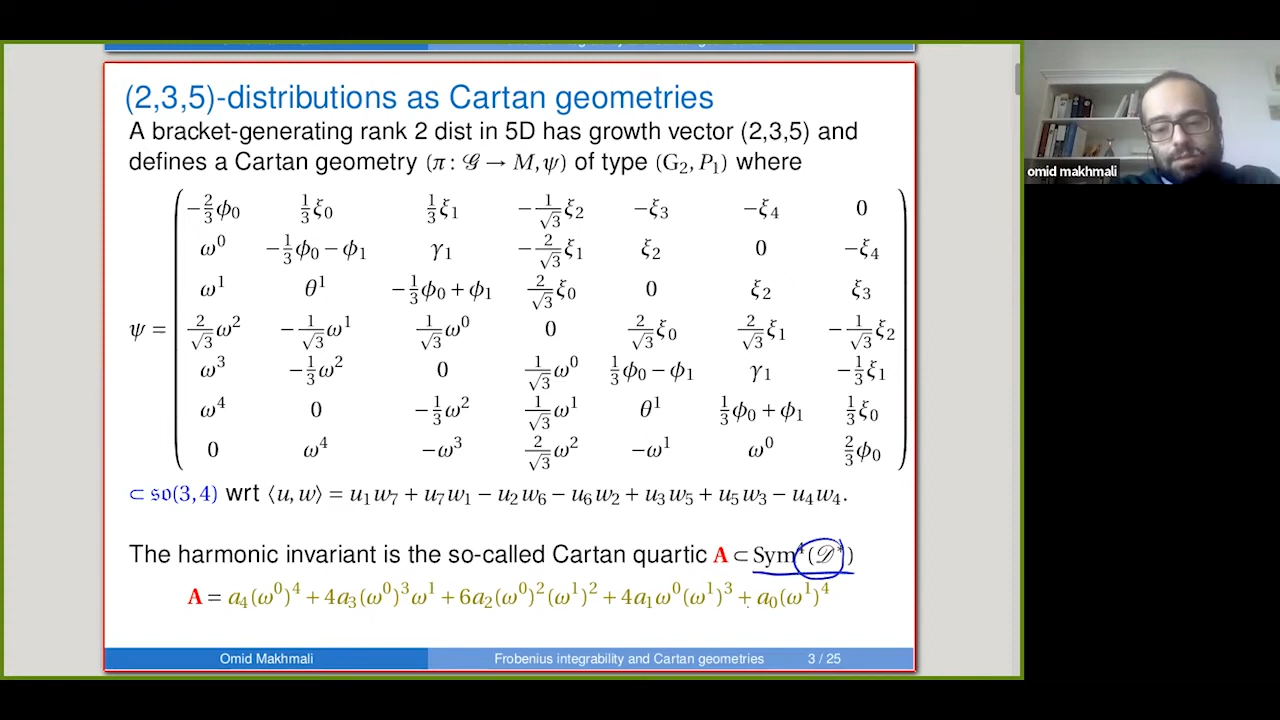 (2,3,5)-distributions as Cartan geometries
A bracket-generating rank 2 dist in 5D has growth vector (2,3,5) and
defines a Cartan geometry (π: 𝒢 → M, ψ) of type (G₂, P₁) where
−⅔ϕ₀ ⅓ξ₀ ⅓ξ₁ −1/√3 ξ₂ −ξ₃ −ξ₄ 0
ω⁰ −⅓ϕ₀ − ϕ₁ γ₁ −2/√3 ξ₁ ξ₂ 0 −ξ₄
ω¹ θ¹ −⅓ϕ₀ + ϕ₁ 2/√3 ξ₀ 0 ξ₂ ξ₃
ψ = 2/√3 ω² −1/√3 ω¹ 1/√3 ω⁰ 0 2/√3 ξ₀ 2/√3 ξ₁ −1/√3 ξ₂
ω³ −⅓ω² 0 1/√3 ω⁰ ⅓ϕ₀ − ϕ₁ γ₁ −⅓ξ₁
ω⁴ 0 −⅓ω² 1/√3 ω¹ θ¹ ⅓ϕ₀ + ϕ₁ ⅓ξ₀
0 ω⁴ −ω³ 2/√3 ω² −ω¹ ω⁰ ⅔ϕ₀
⊂ 𝔰𝔬(3,4) wrt ⟨u, w⟩ = u₁w₇ + u₇w₁ − u₂w₆ − u₆w₂ + u₃w₅ + u₅w₃ − u₄w₄.
The harmonic invariant is the so-called Cartan quartic A ⊂ Sym⁴(𝒟*)
A = a₄(ω⁰)⁴ + 4a₃(ω⁰)³ω¹ + 6a₂(ω⁰)²(ω¹)² + 4a₁ω⁰(ω¹)³ + a₀(ω¹)⁴
Omid Makhmali Frobenius integrability and Cartan geometries 3 / 25
omid makhmali